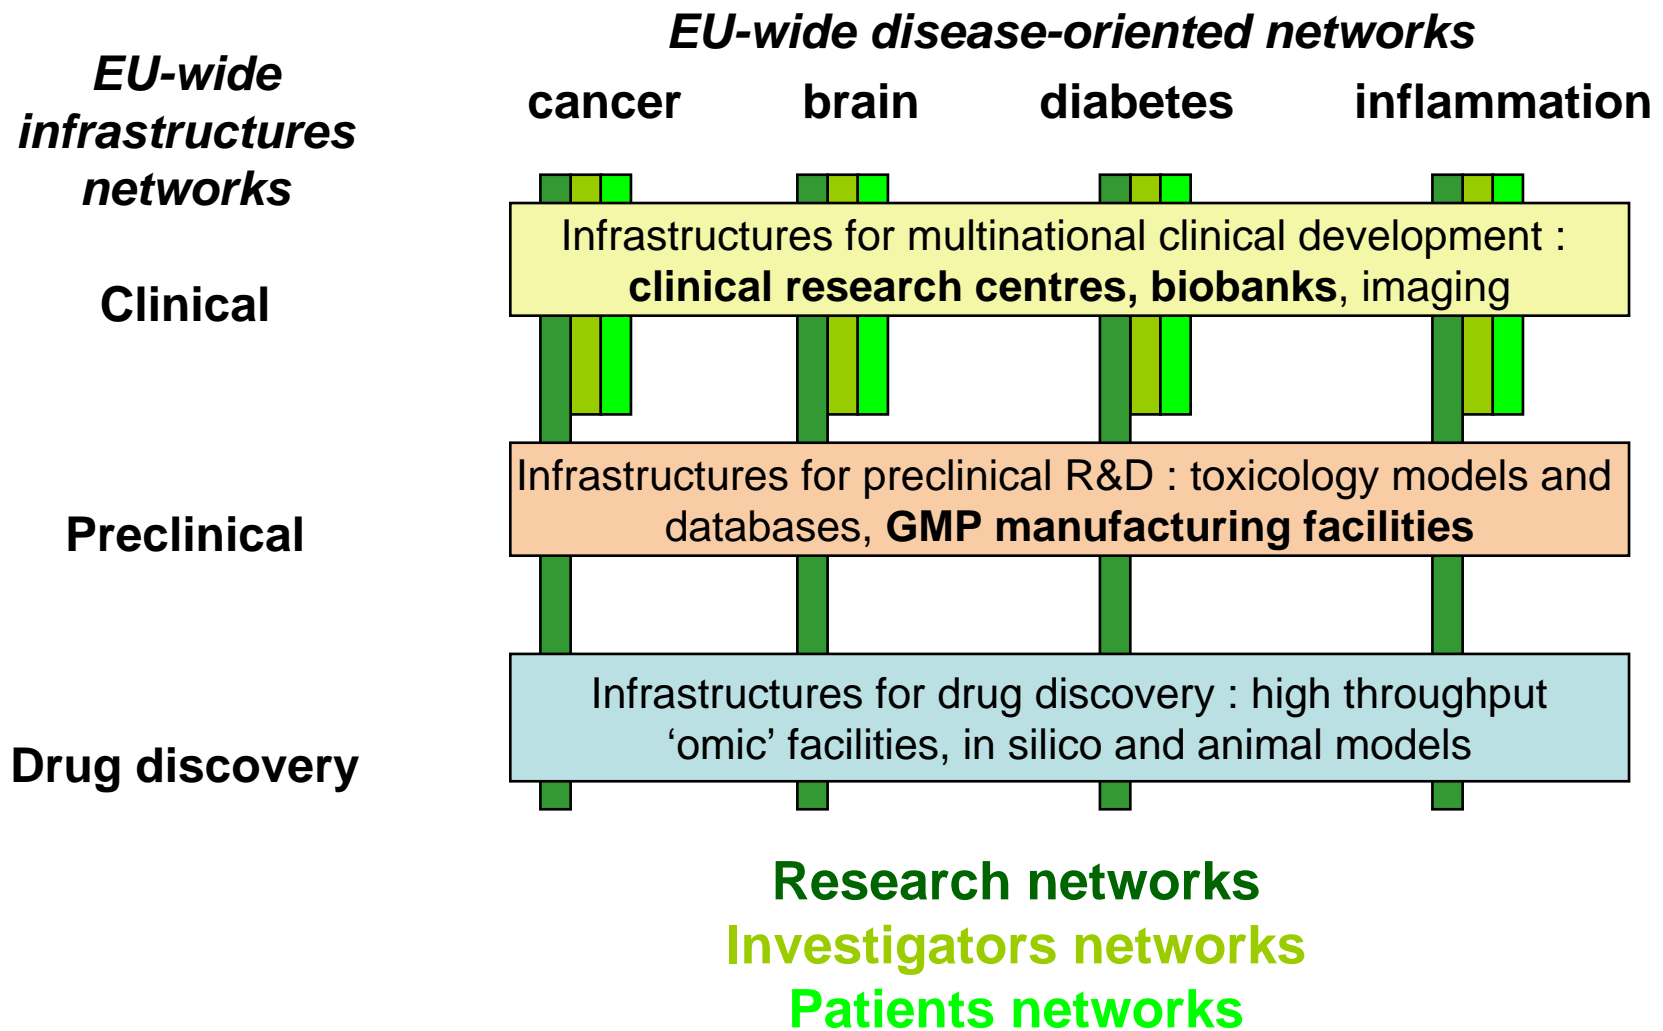 EU-wide disease-oriented networks
EU-wide
infrastructures
networks
cancer
brain
diabetes
inflammation
Clinical
Infrastructures for multinational clinical development :
clinical research centres, biobanks, imaging
Preclinical
Infrastructures for preclinical R&D : toxicology models and
databases, GMP manufacturing facilities
Drug discovery
Infrastructures for drug discovery : high throughput
‘omic’ facilities, in silico and animal models
Research networks
Investigators networks
Patients networks